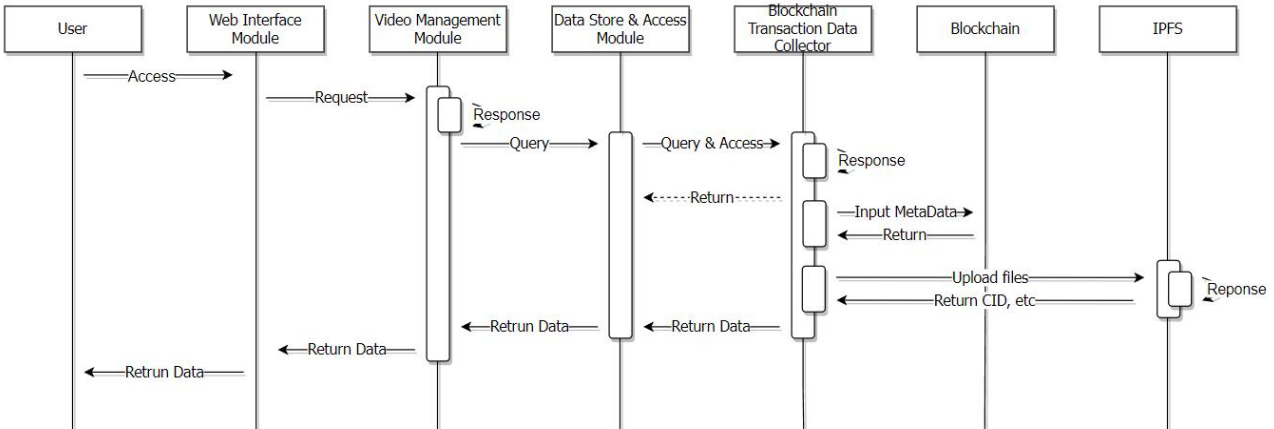 User
Web Interface
Module
Video Management
Module
Data Store & Access
Module
Blockchain
Transaction Data
Collector
Blockchain
IPFS
Access
Request
Response
Query
Query & Access
Response
Return
Input MetaData
Return
Upload files
Reponse
Return CID, etc
Retrun Data
Return Data
Return Data
Retrun Data